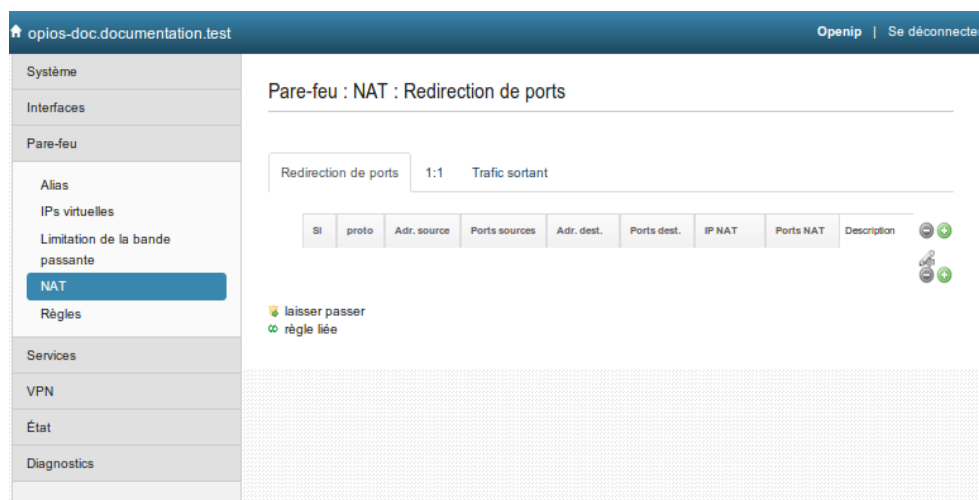 opios-doc.documentation.test
Openip | Se déconnecter
Système
Interfaces
Pare-feu
Alias
IPs virtuelles
Limitation de la bande
passante
NAT
Règles
Services
VPN
État
Diagnostics
Pare-feu : NAT : Redirection de ports
Redirection de ports 1:1 Trafic sortant
SI proto Adr. source Ports sources Adr. dest. Ports dest. IP NAT Ports NAT Description
laisser passer
règle liée